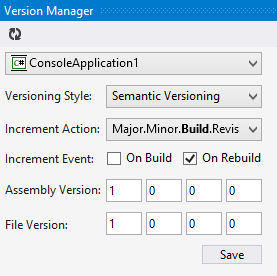 Version Manager
C# ConsoleApplication1
Versioning Style: Semantic Versioning
Increment Action: Major.Minor.Build.Revis
Increment Event: On Build On Rebuild
Assembly Version: 1 0 0 0
File Version: 1 0 0 0
Save